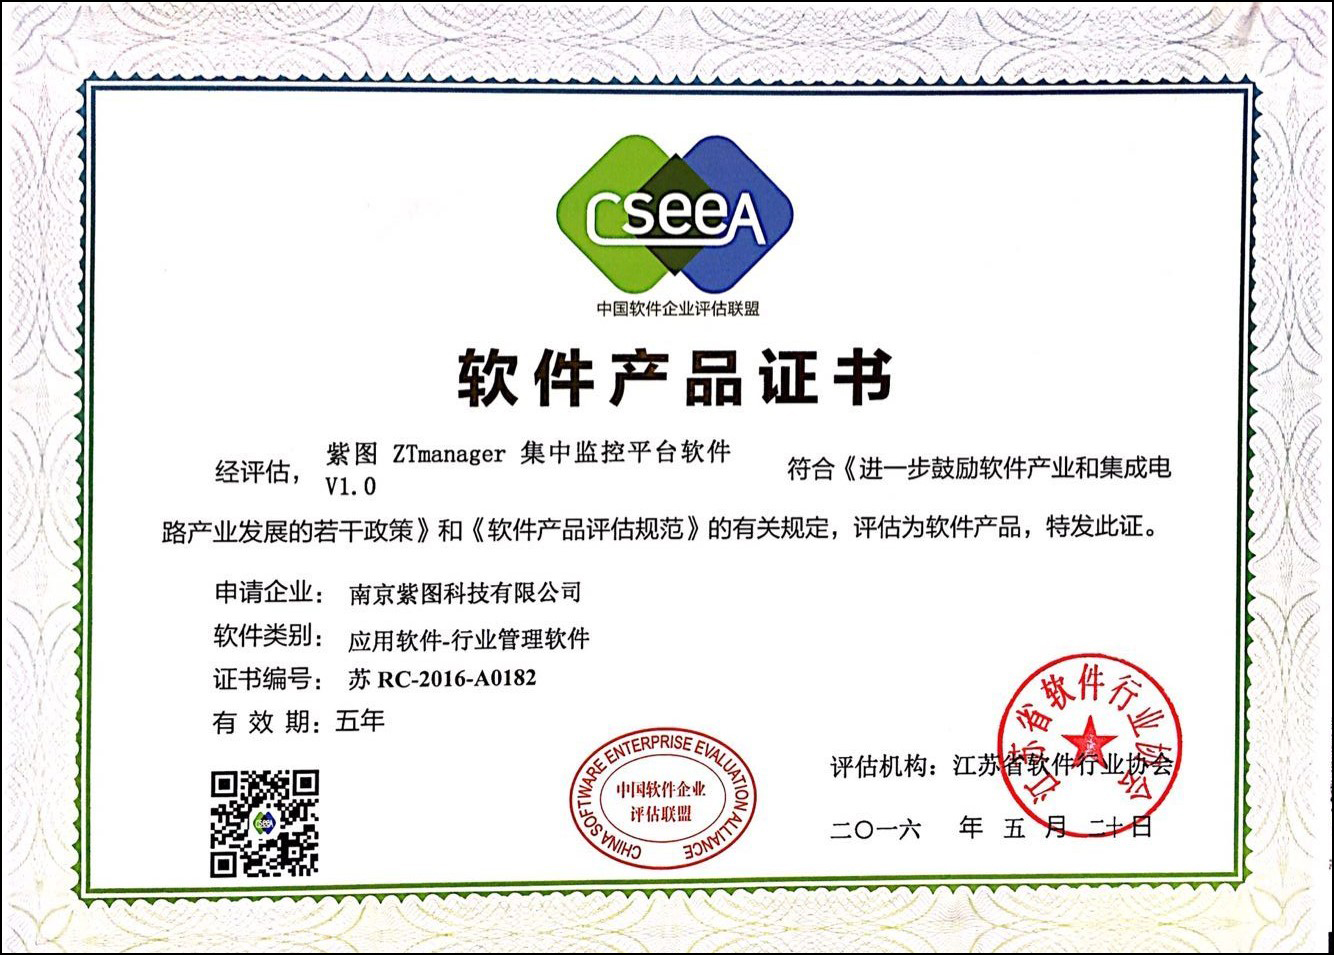 CSeeA
中国软件企业评估联盟
软件产品证书
经评估，
紫图 ZTmanager 集中监控平台软件
V1.0
符合《进一步鼓励软件产业和集成电
路产业发展的若干政策》和《软件产品评估规范》的有关规定，评估为软件产品，特发此证。
申请企业： 南京紫图科技有限公司
软件类别： 应用软件-行业管理软件
证书编号： 苏 RC-2016-A0182
有 效 期：五年
CSeeA
CHINA SOFTWARE ENTERPRISE EVALUATION ALLIANCE
中国软件企业
评估联盟
江苏省软件行业协会
评估机构：江苏省软件行业协会
二〇一六 年 五 月 二十日